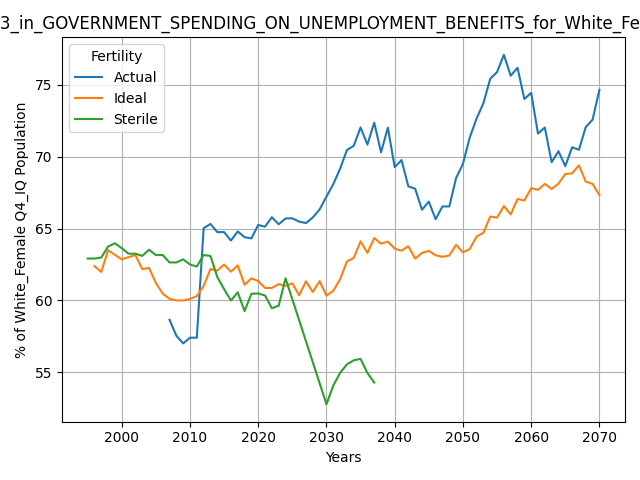 3_in_GOVERNMENT_SPENDING_ON_UNEMPLOYMENT_BENEFITS_for_White_Fe
Fertility
Actual
Ideal
Sterile
% of White_Female Q4_IQ Population
75
70
65
60
55
2000 2010 2020 2030 2040 2050 2060 2070
Years